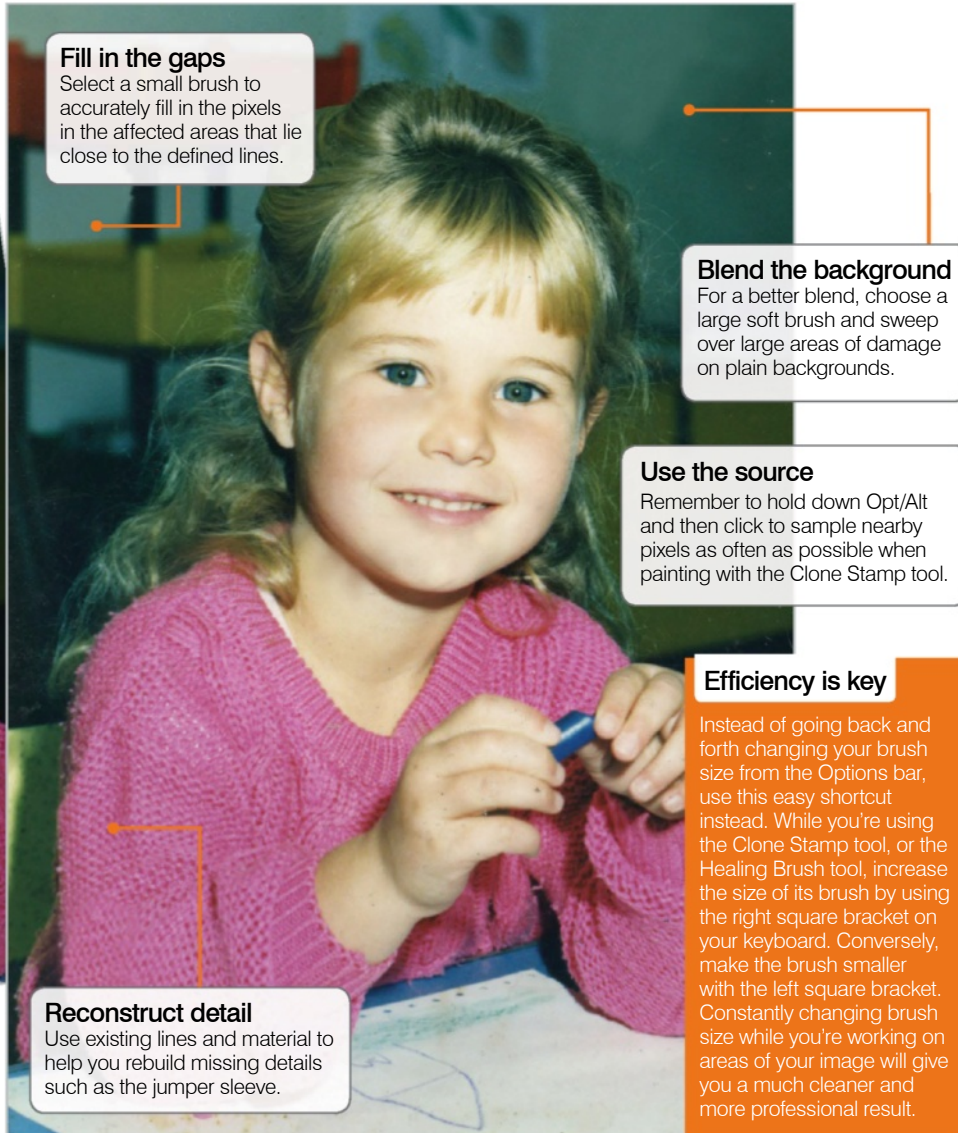 Fill in the gaps
Select a small brush to
accurately fill in the pixels
in the affected areas that lie
close to the defined lines.
Blend the background
For a better blend, choose a
large soft brush and sweep
over large areas of damage
on plain backgrounds.
Use the source
Remember to hold down Opt/Alt
and then click to sample nearby
pixels as often as possible when
painting with the Clone Stamp tool.
Efficiency is key
Instead of going back and
forth changing your brush
size from the Options bar,
use this easy shortcut
instead. While you’re using
the Clone Stamp tool, or the
Healing Brush tool, increase
the size of its brush by using
the right square bracket on
your keyboard. Conversely,
make the brush smaller
with the left square bracket.
Constantly changing brush
size while you’re working on
areas of your image will give
you a much cleaner and
more professional result.
Reconstruct detail
Use existing lines and material to
help you rebuild missing details
such as the jumper sleeve.